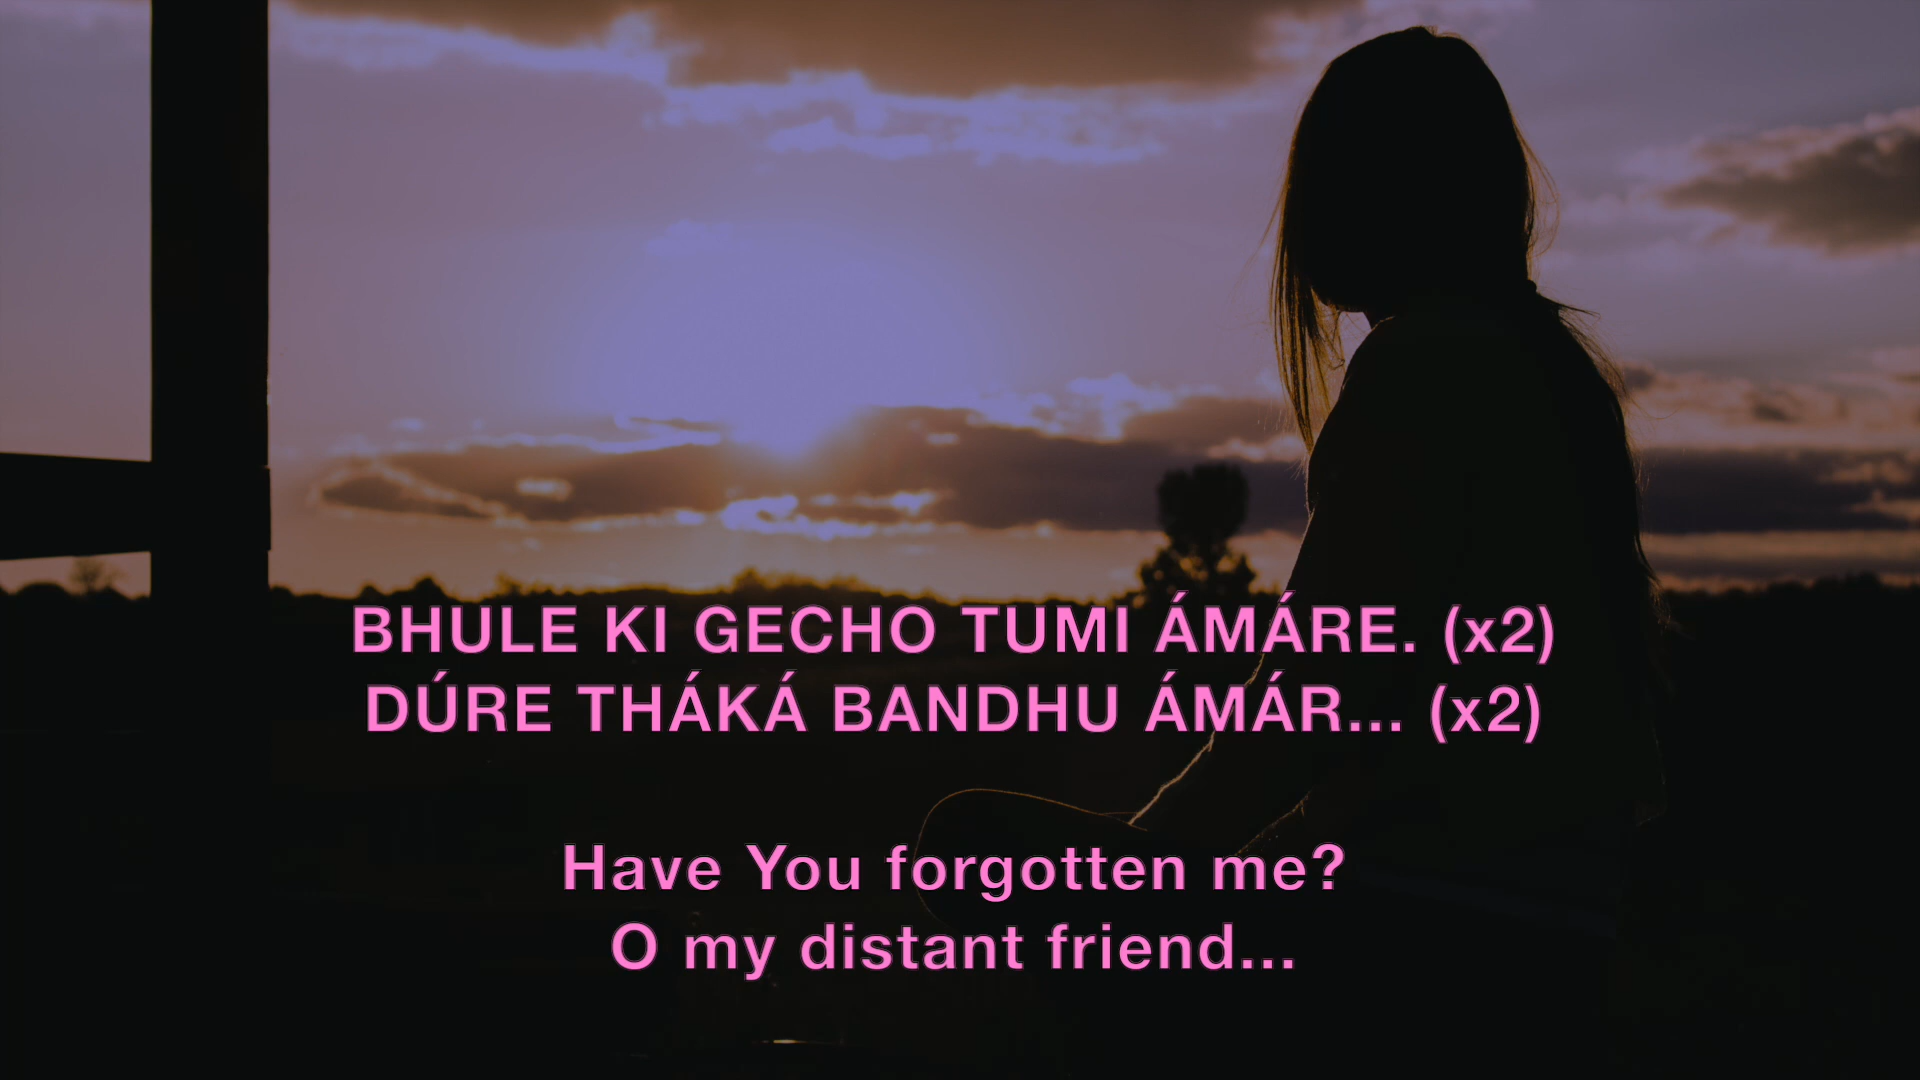 BHULE KI GECHO TUMI ÁMÁRE. (x2)
DÚRE THÁKÁ BANDHU ÁMÁR... (x2)
Have You forgotten me?
O my distant friend...